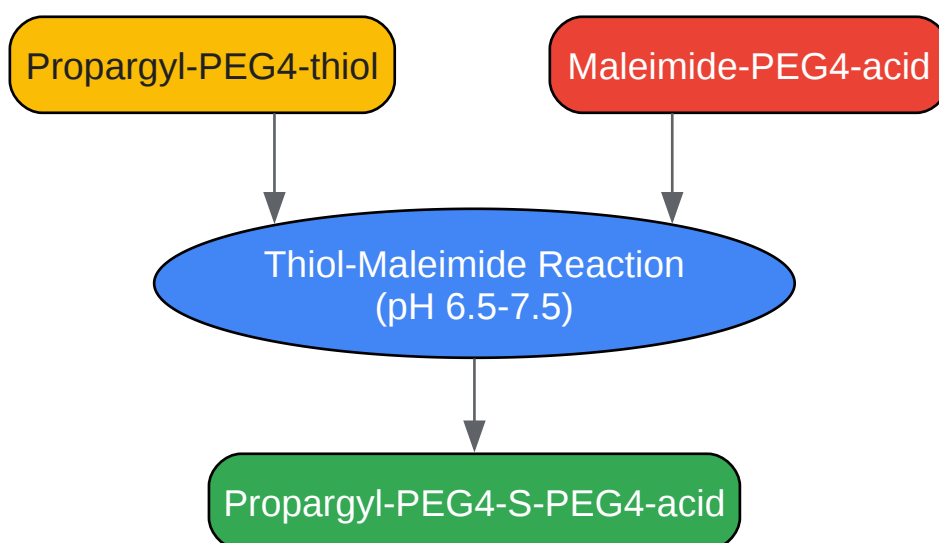 Propargyl-PEG4-thiol
Maleimide-PEG4-acid
Thiol-Maleimide Reaction
(pH 6.5-7.5)
Propargyl-PEG4-S-PEG4-acid